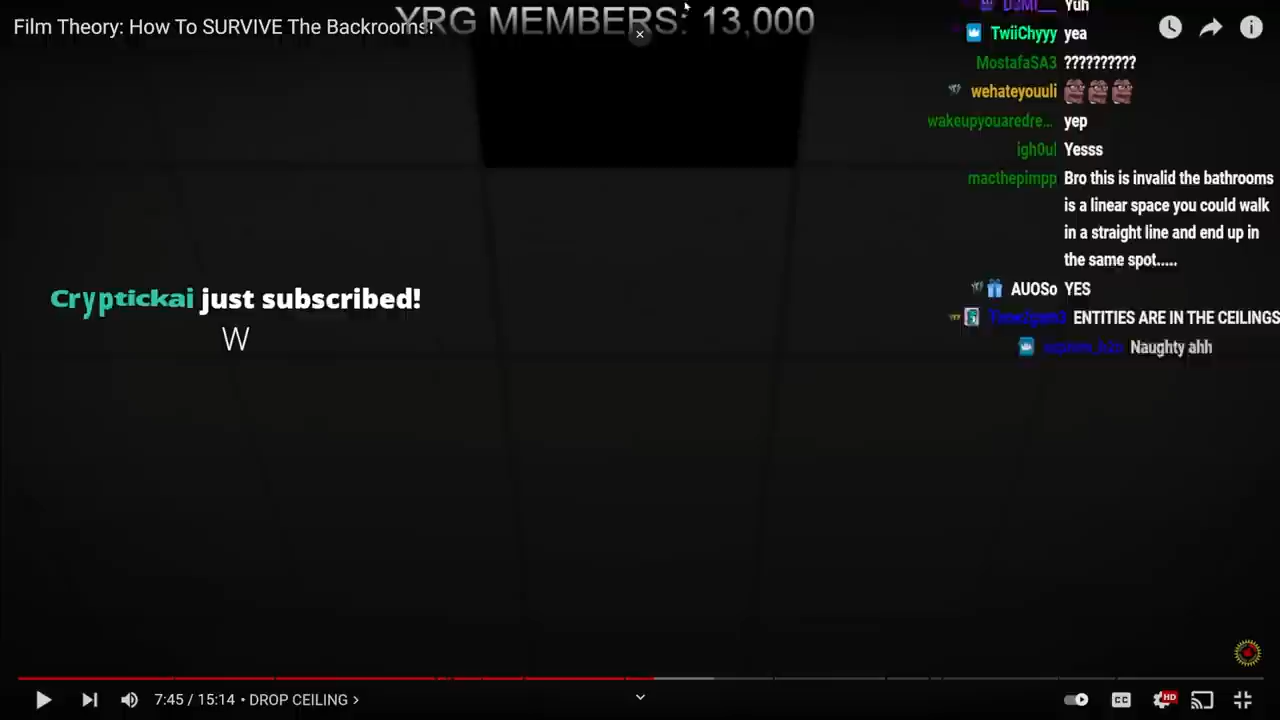 Film Theory: How To SURVIVE The Backrooms!
YRG MEMBERS: 13,000
Yuh
TwiiChyyy yea
MostafaSA3 ??????????
wehateyouuli
wakeupyouaredre... yep
igh0ul Yesss
macthepimpp Bro this is invalid the bathrooms
is a linear space you could walk
in a straight line and end up in
the same spot.....
AUOSo YES
ENTITIES ARE IN THE CEILINGS
Naughty ahh
Cryptickai just subscribed!
W
7:45 / 15:14 • DROP CEILING >
CC
HD